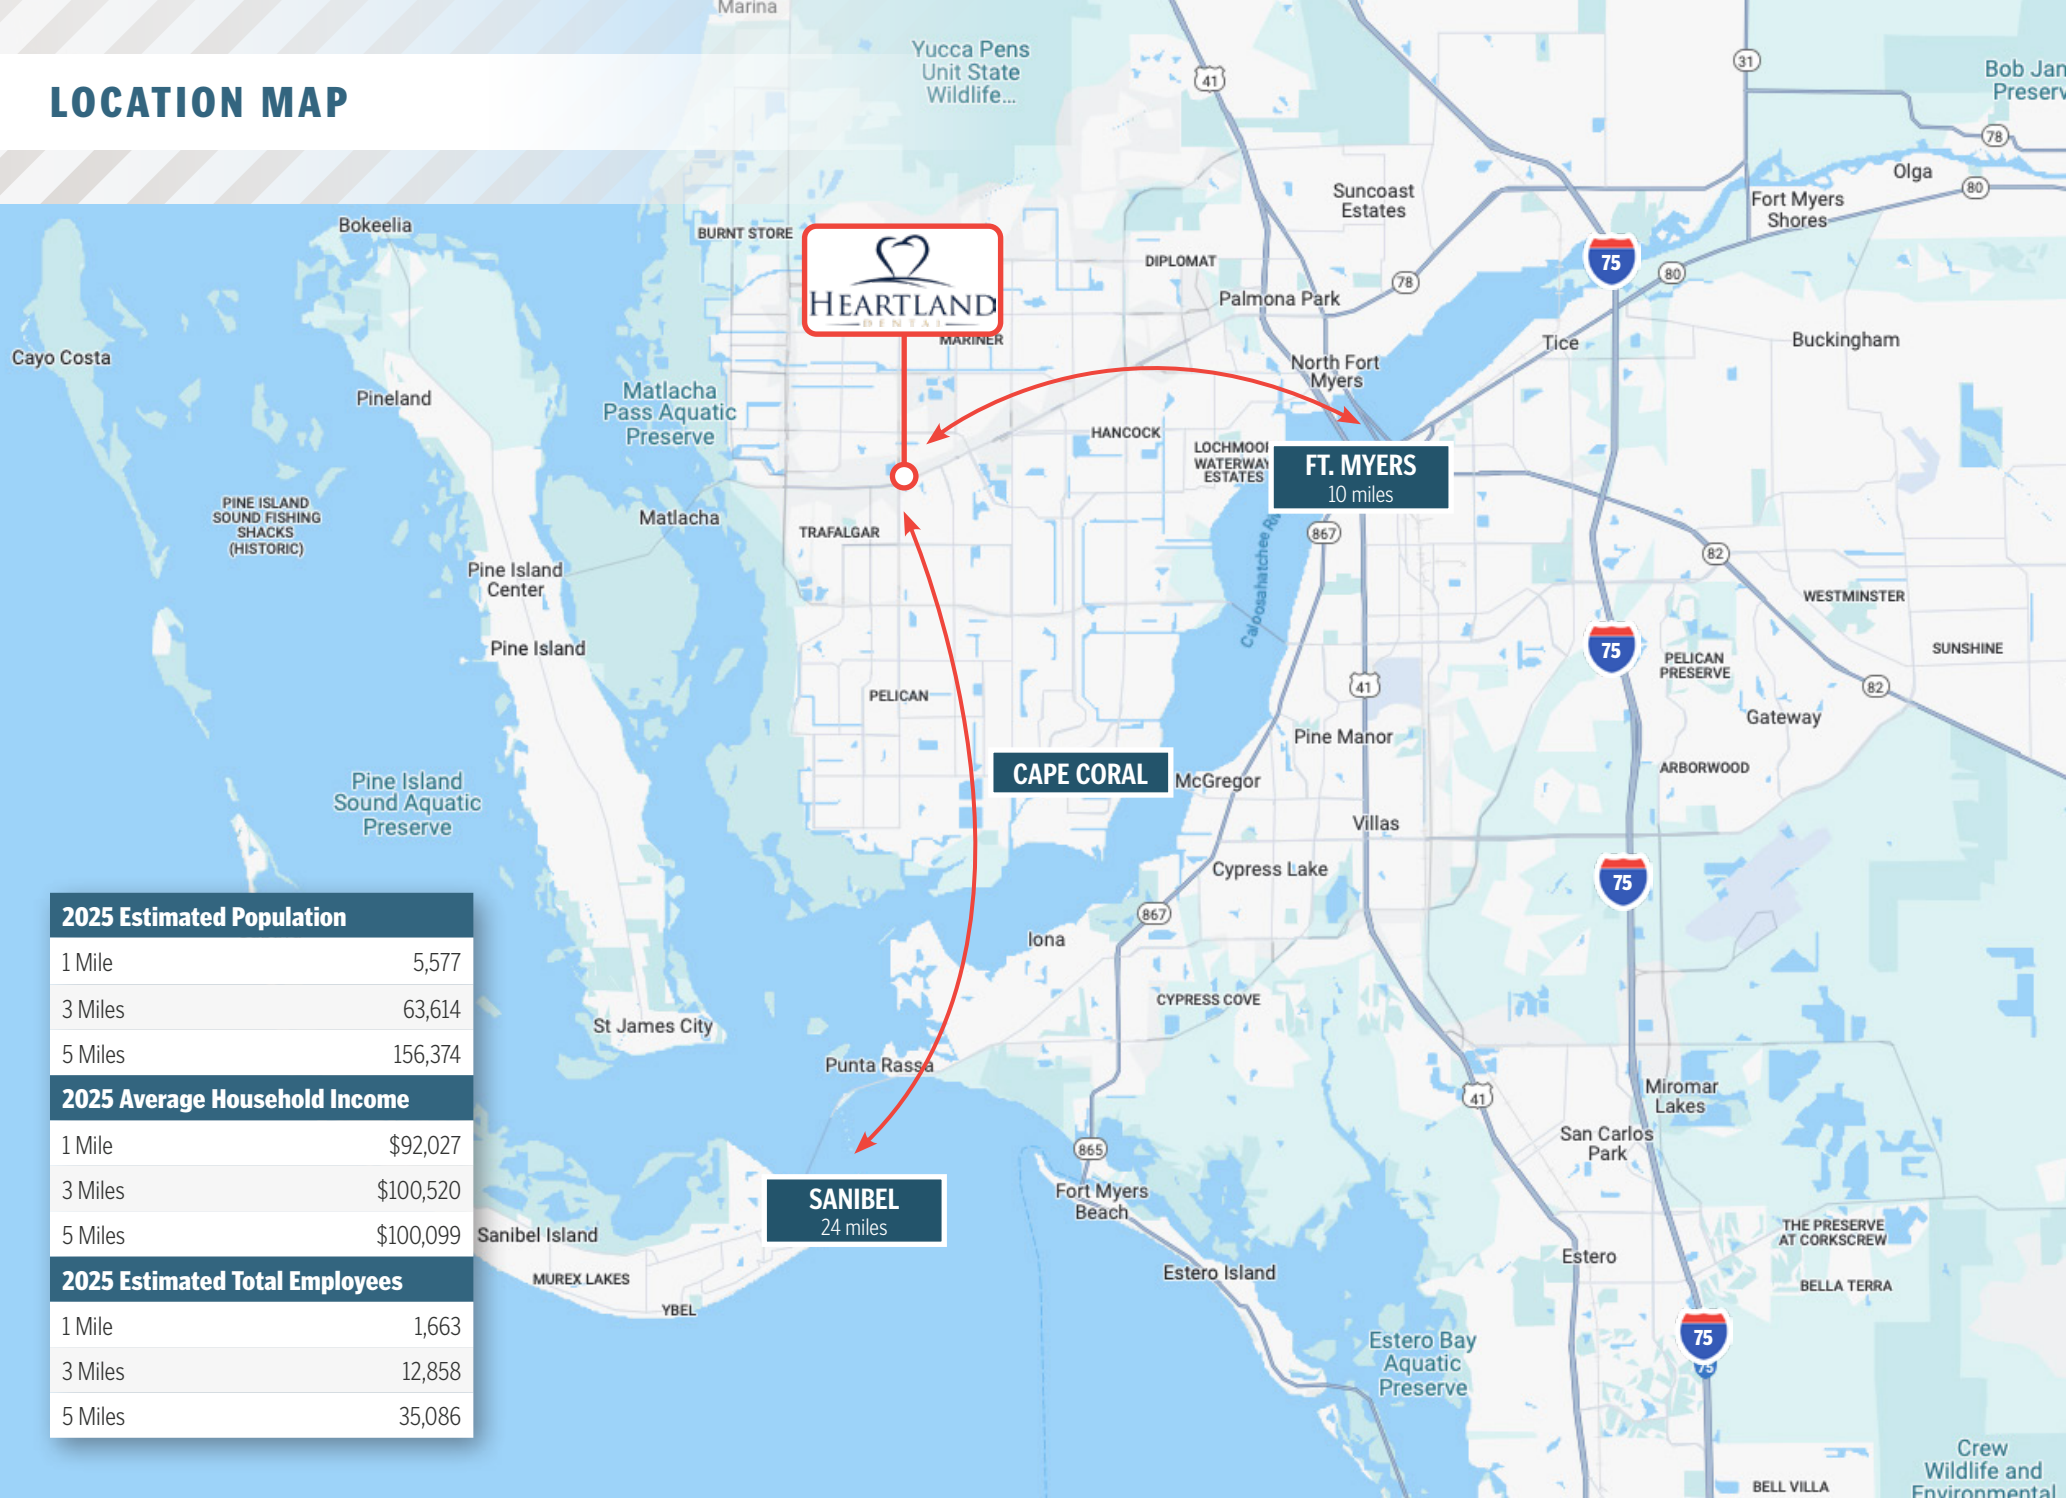 Marina
Yucca Pens
Unit State
Wildlife...
41
31
Bob Jan
Preserv
LOCATION MAP
78
Olga
80
Suncoast
Estates
Fort Myers
Shores
Bokeelia
BURNT STORE
HEARTLAND
DENTAL
DIPLOMAT
75
80
78
Palmona Park
MARINER
Tice
Buckingham
Cayo Costa
North Fort
Myers
Pineland
Matlacha
Pass Aquatic
Preserve
HANCOCK
LOCHMOOR
WATERWAY
ESTATES
FT. MYERS
10 miles
PINE ISLAND
SOUND FISHING
SHACKS
(HISTORIC)
Matlacha
TRAFALGAR
867
82
Caloosahatchee Riv
Pine Island
Center
WESTMINSTER
Pine Island
75
SUNSHINE
PELICAN
PRESERVE
PELICAN
41
82
Gateway
Pine Manor
CAPE CORAL
McGregor
ARBORWOOD
Pine Island
Sound Aquatic
Preserve
Villas
Cypress Lake
75
867
Iona
CYPRESS COVE
St James City
Punta Rassa
Miromar
Lakes
41
San Carlos
Park
865
Fort Myers
Beach
SANIBEL
24 miles
Sanibel Island
THE PRESERVE
AT CORKSCREW
Estero
MUREX LAKES
Estero Island
BELLA TERRA
YBEL
75
75
Estero Bay
Aquatic
Preserve
Crew
Wildlife and
Environmental
BELL VILLA
2025 Estimated Population
1 Mile 5,577
3 Miles 63,614
5 Miles 156,374
2025 Average Household Income
1 Mile $92,027
3 Miles $100,520
5 Miles $100,099
2025 Estimated Total Employees
1 Mile 1,663
3 Miles 12,858
5 Miles 35,086